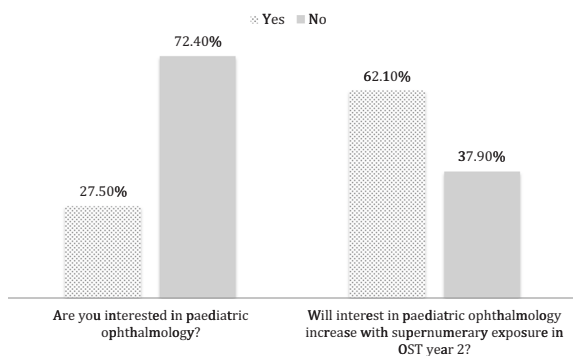 Yes No
72.40%
62.10%
37.90%
27.50%
Are you interested in paediatric
ophthalmology?
Will interest in paediatric ophthalmology
increase with supernumerary exposure in
OST year 2?